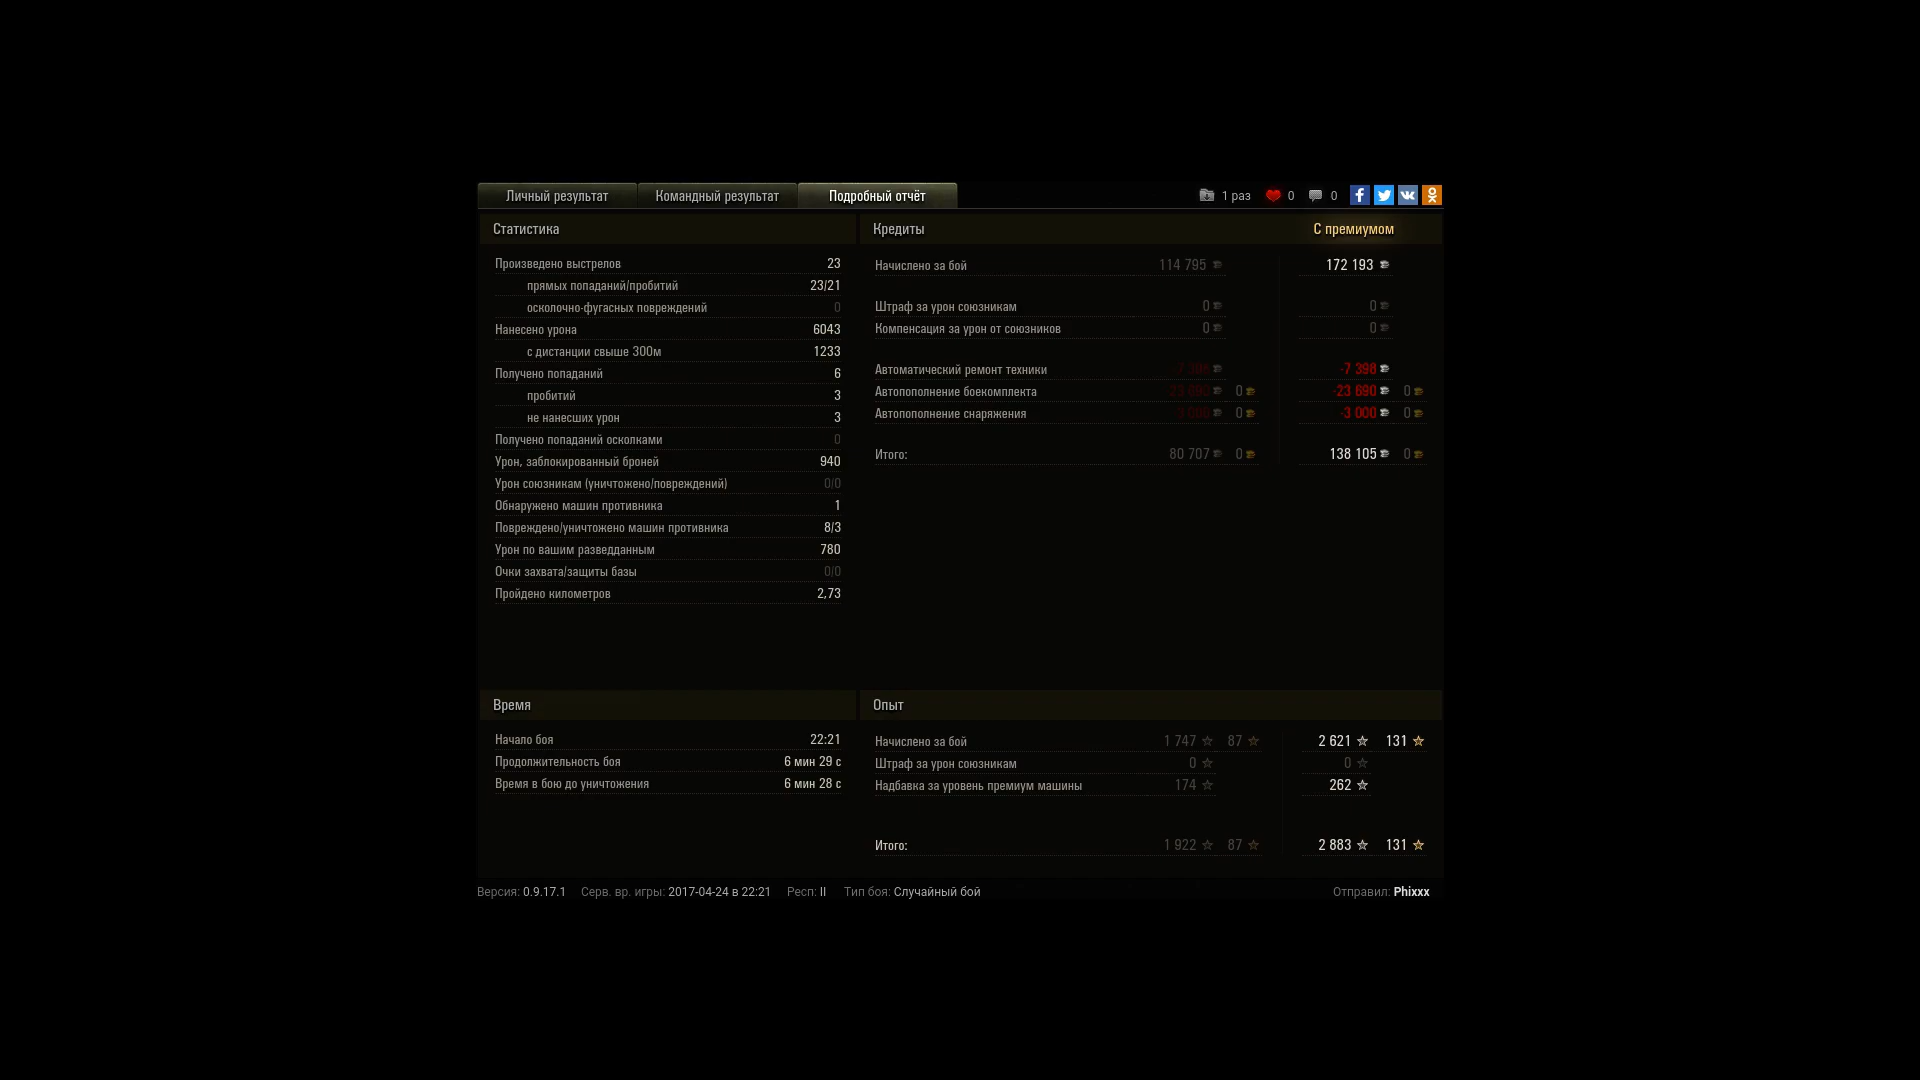 Личный результат Командный результат Подробный отчёт 1 раз 0 0
Статистика
Произведено выстрелов 23
прямых попаданий/пробитий 23/21
осколочно-фугасных повреждений 0
Нанесено урона 6043
с дистанции свыше 300м 1233
Получено попаданий 6
пробитий 3
не нанесших урон 3
Получено попаданий осколками 0
Урон, заблокированный броней 940
Урон союзникам (уничтожено/повреждений) 0/0
Обнаружено машин противника 1
Повреждено/уничтожено машин противника 8/3
Урон по вашим разведданным 780
Очки захвата/защиты базы 0/0
Пройдено километров 2,73
Кредиты С премиумом
Начислено за бой 114 795 172 193
Штраф за урон союзникам 0 0
Компенсация за урон от союзников 0 0
Автоматический ремонт техники -7 398 -7 398
Автопополнение боекомплекта -23 690 0 -23 690 0
Автопополнение снаряжения -3 000 0 -3 000 0
Итого: 80 707 0 138 105 0
Время
Начало боя 22:21
Продолжительность боя 6 мин 29 с
Время в бою до уничтожения 6 мин 28 с
Опыт
Начислено за бой 1 747 87 2 621 131
Штраф за урон союзникам 0 0
Надбавка за уровень премиум машины 174 262
Итого: 1 922 87 2 883 131
Версия: 0.9.17.1 Серв. вр. игры: 2017-04-24 в 22:21 Респ: II Тип боя: Случайный бой Отправил: Phixxx